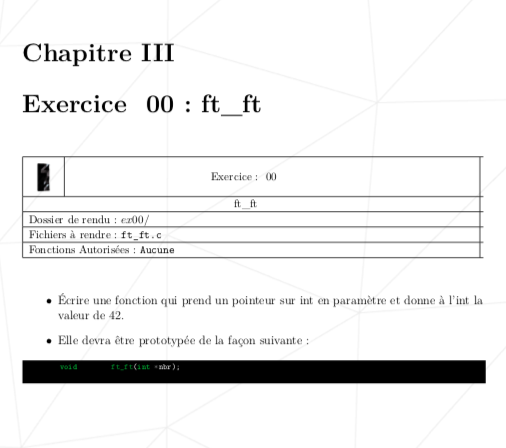 Chapitre III
Exercice 00 : ft_ft
Exercice : 00
ft_ft
Dossier de rendu : ex00/
Fichiers à rendre : ft_ft.c
Fonctions Autorisées : Aucune
• Écrire une fonction qui prend un pointeur sur int en paramètre et donne à l'int la
valeur de 42.
• Elle devra être prototypée de la façon suivante :
void ft_ft(int *nbr);